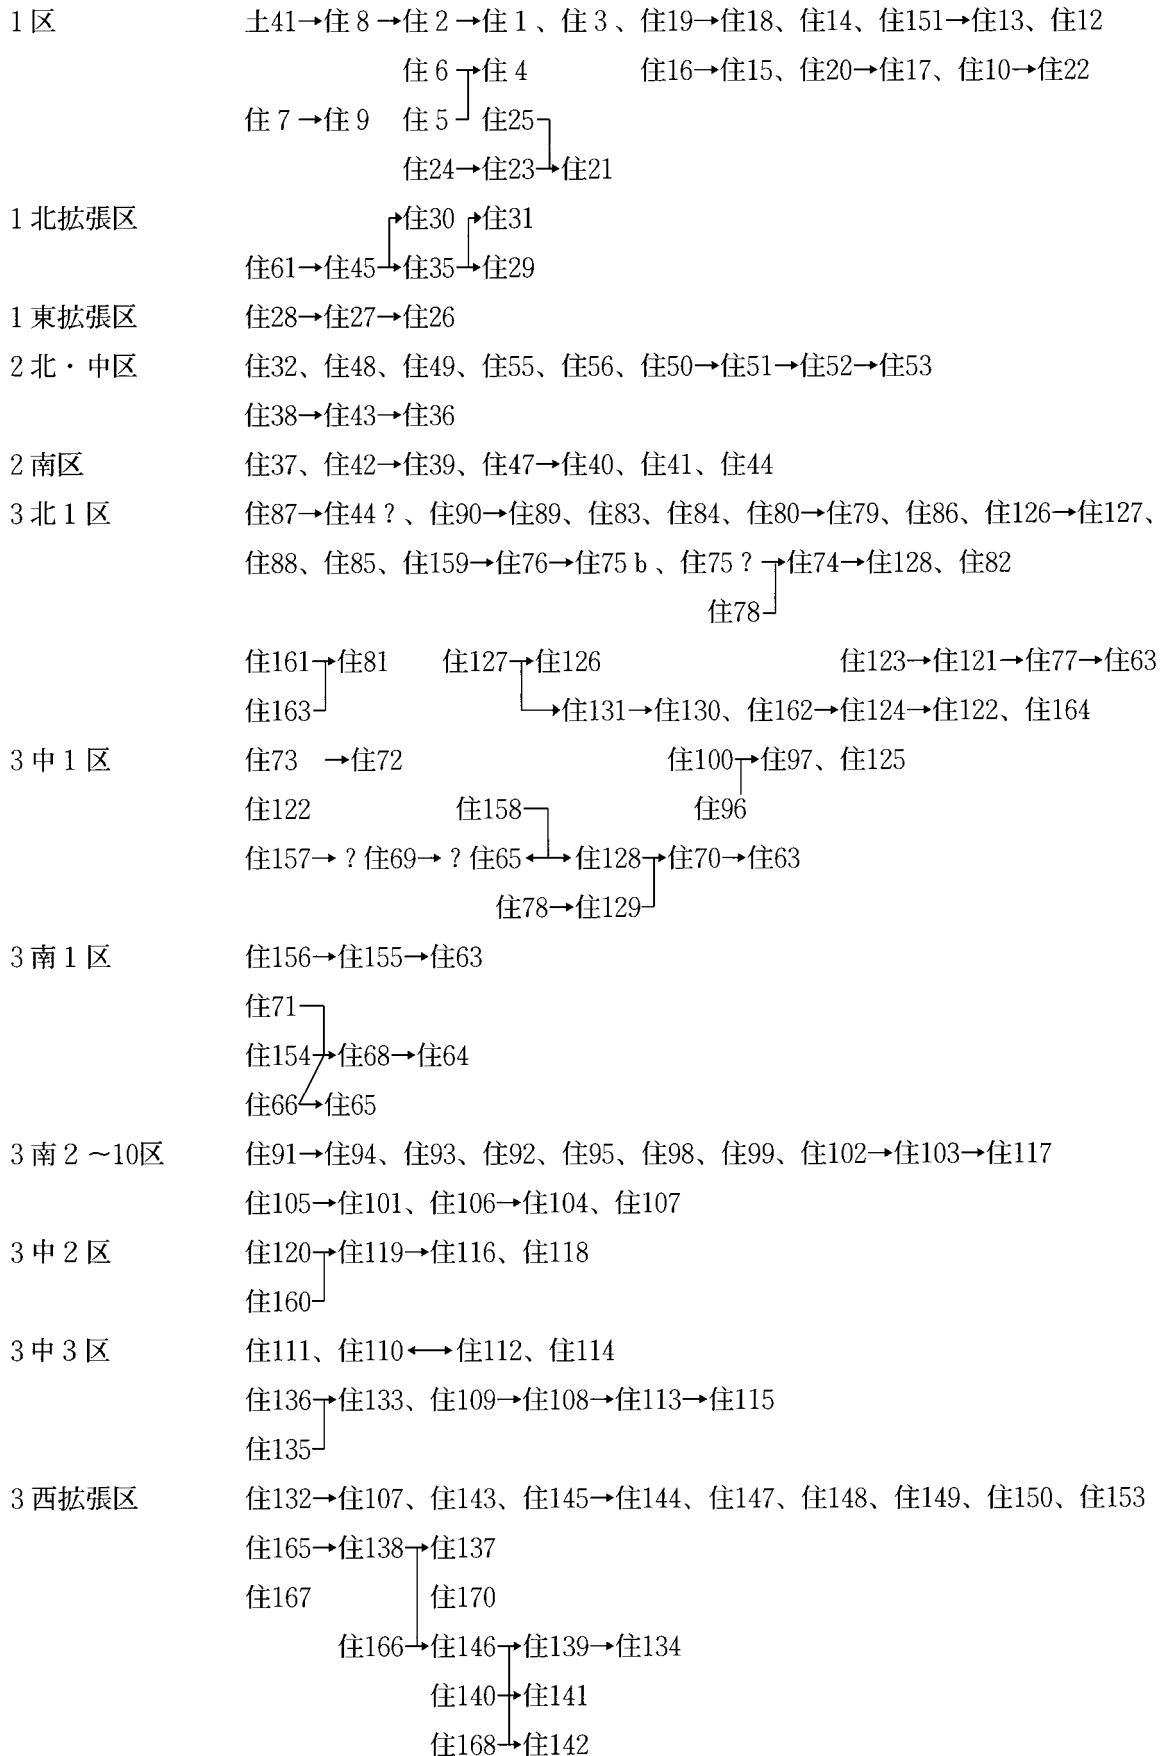 1区 土41→住8→住2→住1、住3、住19→住18、住14、住151→住13、住12
住6→住4 住16→住15、住20→住17、住10→住22
住7→住9 住5 住25
住24→住23→住21
1北拡張区 住30 住31
住61→住45→住35→住29
1東拡張区 住28→住27→住26
2北・中区 住32、住48、住49、住55、住56、住50→住51→住52→住53
住38→住43→住36
2南区 住37、住42→住39、住47→住40、住41、住44
3北1区 住87→住44?、住90→住89、住83、住84、住80→住79、住86、住126→住127、
住88、住85、住159→住76→住75b、住75?→住74→住128、住82
住78
住161→住81 住127→住126 住123→住121→住77→住63
住163 →住131→住130、住162→住124→住122、住164
3中1区 住73 →住72 住100→住97、住125
住122 住158 住96
住157→?住69→?住65←→住128→住70→住63
住78→住129
3南1区 住156→住155→住63
住71
住154→住68→住64
住66→住65
3南2～10区 住91→住94、住93、住92、住95、住98、住99、住102→住103→住117
住105→住101、住106→住104、住107
3中2区 住120→住119→住116、住118
住160
3中3区 住111、住110←→住112、住114
住136→住133、住109→住108→住113→住115
住135
3西拡張区 住132→住107、住143、住145→住144、住147、住148、住149、住150、住153
住165→住138→住137
住167 住170
住166→住146→住139→住134
住140→住141
住168→住142